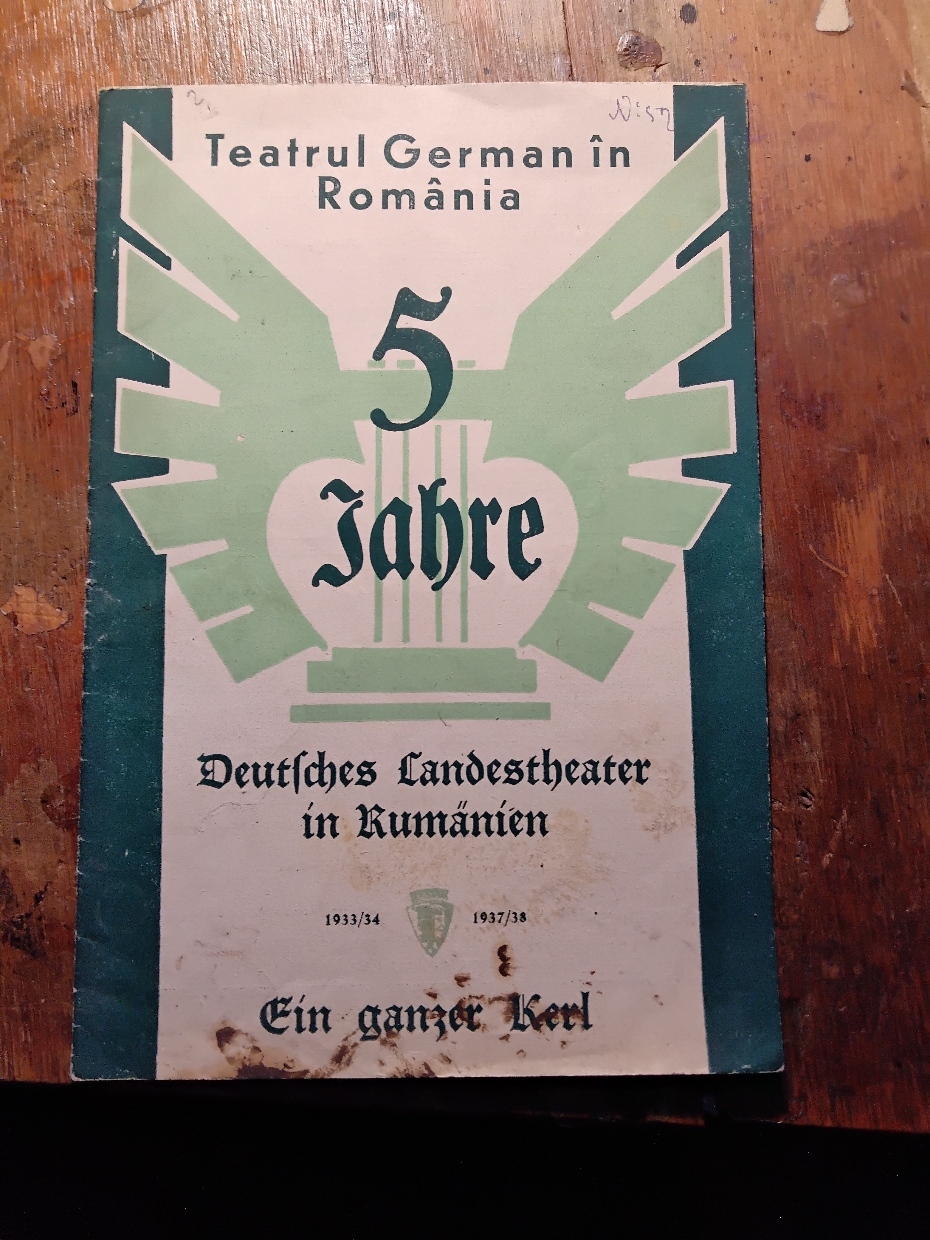 Teatrul German în
România
5
Jahre
Deutſches Landestheater
in Rumänien
1933/34 1937/38
Ein ganzer Kerl